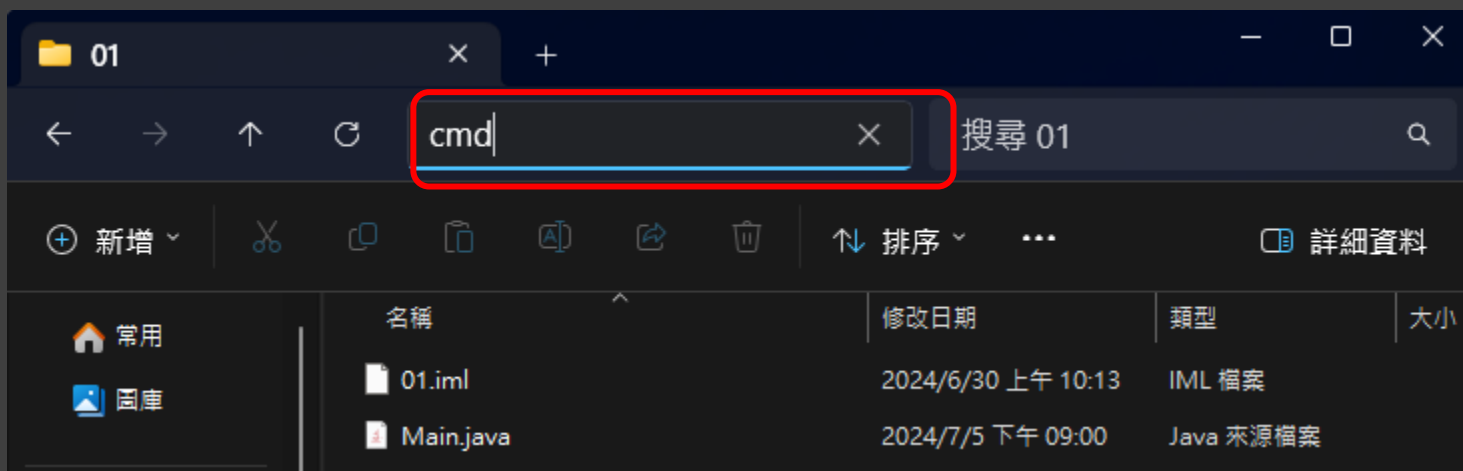 01
cmd
搜尋 01
新增
排序
詳細資料
名稱 修改日期 類型 大小
常用
圖庫
01.iml 2024/6/30 上午 10:13 IML 檔案
Main.java 2024/7/5 下午 09:00 Java 來源檔案